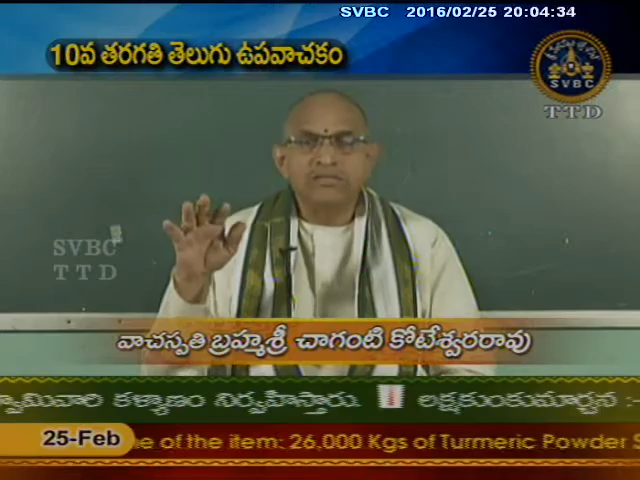 SVBC 2016/02/25 20:04:34
10వ తరగతి తెలుగు ఉపవాచకం
SVBC
TTD
SVBC
TTD
వాచస్పతి బ్రహ్మశ్రీ చాగంటి కోటేశ్వరరావు
స్వామివారి కళ్యాణం నిర్వహిస్తారు. లక్షకుంకుమార్చన :-
25-Feb
e of the item: 26,000 Kgs of Turmeric Powder S